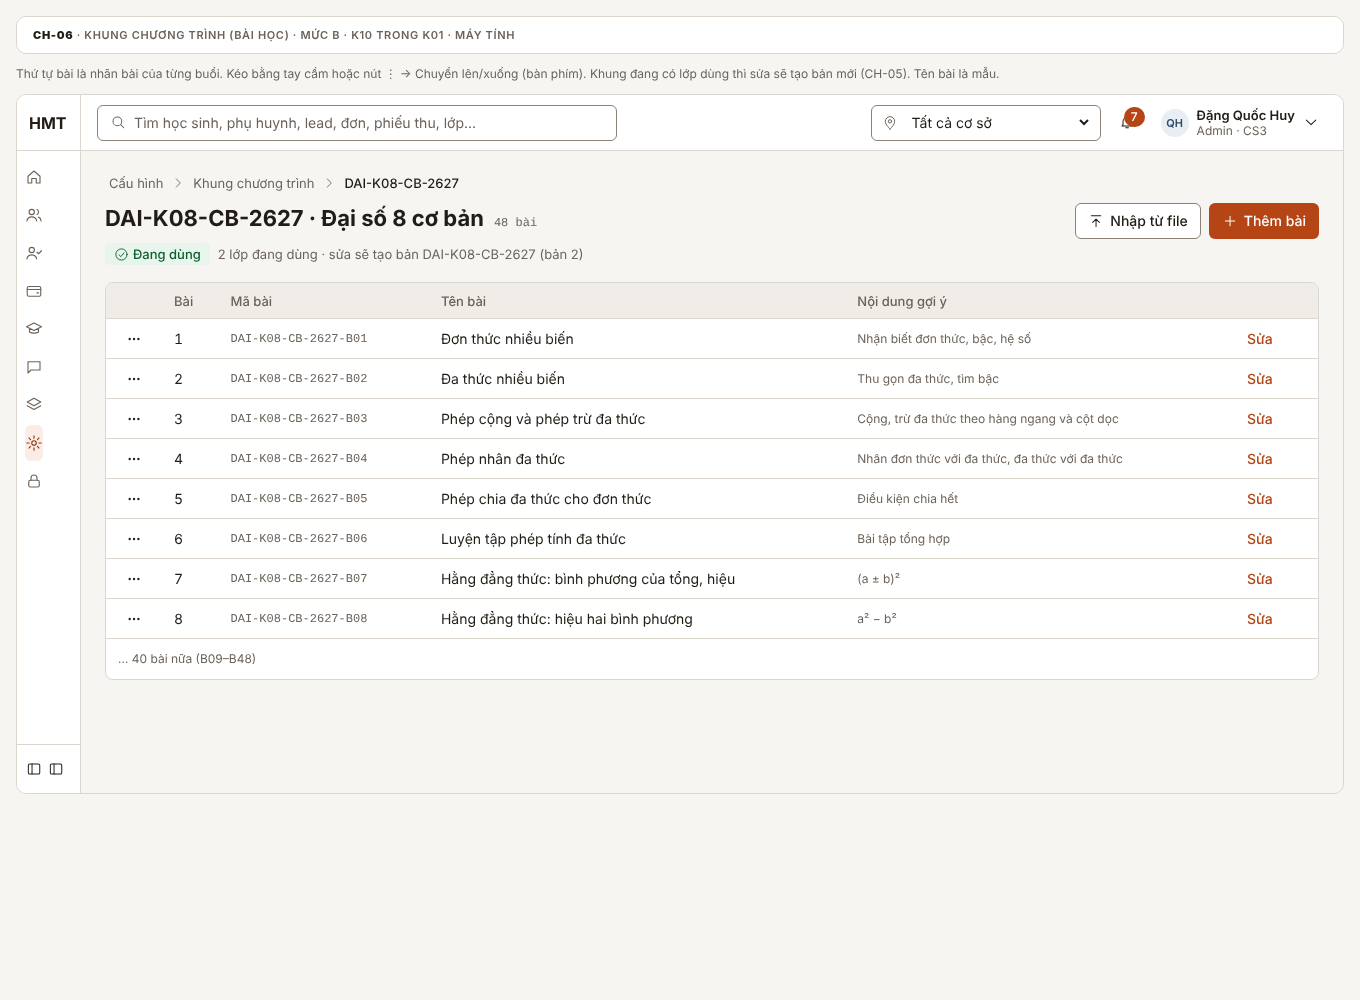 CH-06 · KHUNG CHƯƠNG TRÌNH (BÀI HỌC) · MỨC B · K10 TRONG K01 · MÁY TÍNH
Thứ tự bài là nhãn bài của từng buổi. Kéo bằng tay cầm hoặc nút ⋮ → Chuyển lên/xuống (bàn phím). Khung đang có lớp dùng thì sửa sẽ tạo bản mới (CH-05). Tên bài là mẫu.
HMT
Tìm học sinh, phụ huynh, lead, đơn, phiếu thu, lớp...
Tất cả cơ sở
7
QH
Đặng Quốc Huy
Admin · CS3
Cấu hình > Khung chương trình > DAI-K08-CB-2627
DAI-K08-CB-2627 · Đại số 8 cơ bản 48 bài
Nhập từ file
Thêm bài
Đang dùng 2 lớp đang dùng · sửa sẽ tạo bản DAI-K08-CB-2627 (bản 2)
Bài Mã bài Tên bài Nội dung gợi ý
1 DAI-K08-CB-2627-B01 Đơn thức nhiều biến Nhận biết đơn thức, bậc, hệ số Sửa
2 DAI-K08-CB-2627-B02 Đa thức nhiều biến Thu gọn đa thức, tìm bậc Sửa
3 DAI-K08-CB-2627-B03 Phép cộng và phép trừ đa thức Cộng, trừ đa thức theo hàng ngang và cột dọc Sửa
4 DAI-K08-CB-2627-B04 Phép nhân đa thức Nhân đơn thức với đa thức, đa thức với đa thức Sửa
5 DAI-K08-CB-2627-B05 Phép chia đa thức cho đơn thức Điều kiện chia hết Sửa
6 DAI-K08-CB-2627-B06 Luyện tập phép tính đa thức Bài tập tổng hợp Sửa
7 DAI-K08-CB-2627-B07 Hằng đẳng thức: bình phương của tổng, hiệu (a ± b)² Sửa
8 DAI-K08-CB-2627-B08 Hằng đẳng thức: hiệu hai bình phương a² − b² Sửa
... 40 bài nữa (B09–B48)